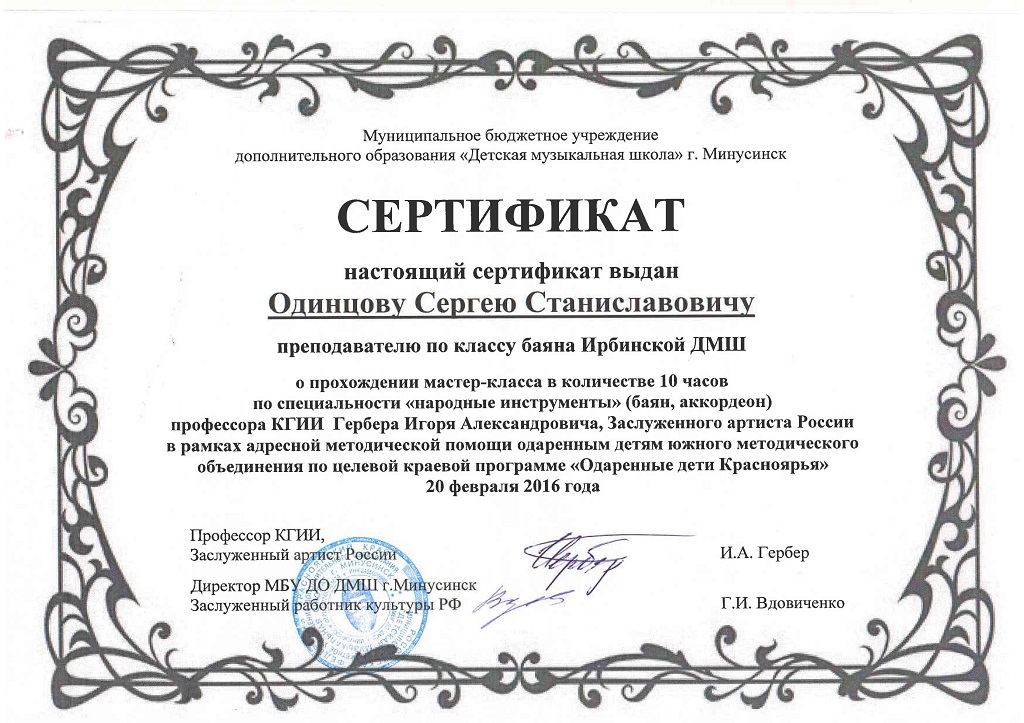 Муниципальное бюджетное учреждение
дополнительного образования «Детская музыкальная школа» г. Минусинск
СЕРТИФИКАТ
настоящий сертификат выдан
Одинцову Сергею Станиславовичу
преподавателю по классу баяна Ирбинской ДМШ
о прохождении мастер-класса в количестве 10 часов
по специальности «народные инструменты» (баян, аккордеон)
профессора КГИИ Гербера Игоря Александровича, Заслуженного артиста России
в рамках адресной методической помощи одаренным детям южного методического
объединения по целевой краевой программе «Одаренные дети Красноярья»
20 февраля 2016 года
Профессор КГИИ,
Заслуженный артист России
И.А. Гербер
Директор МБУ ДО ДМШ г.Минусинск
Заслуженный работник культуры РФ
Г.И. Вдовиченко